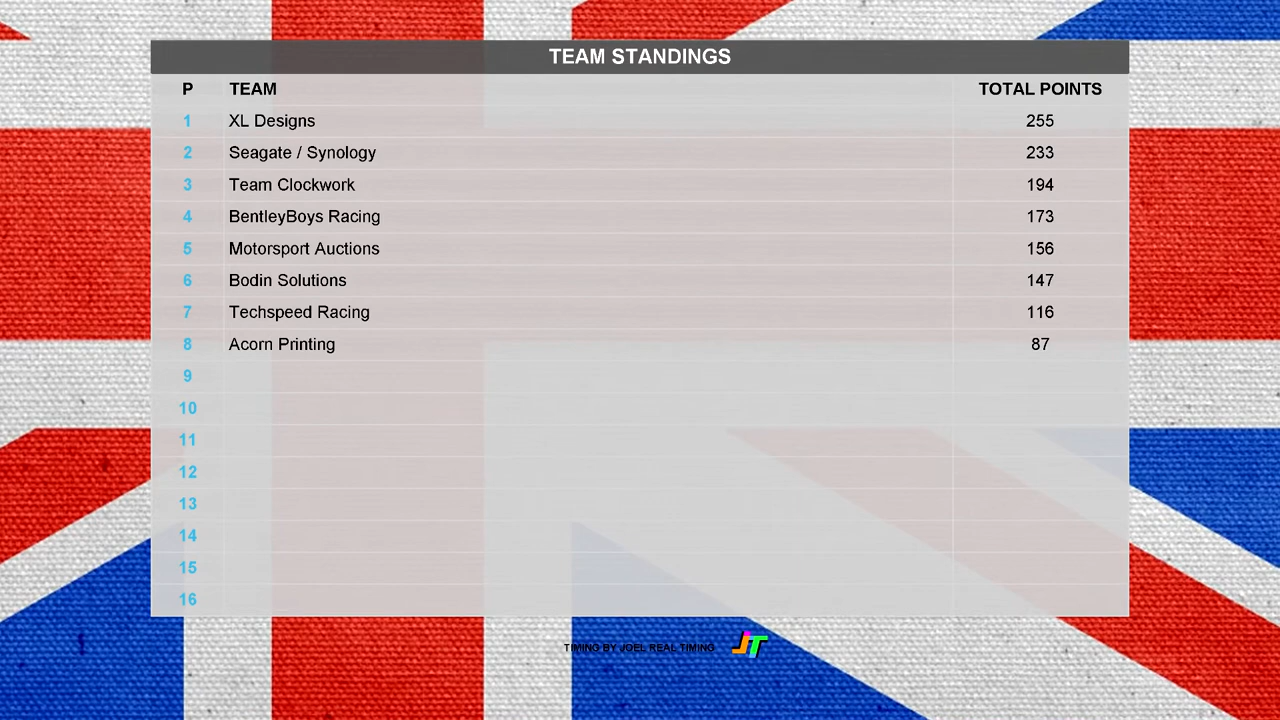 TEAM STANDINGS
P TEAM TOTAL POINTS
1 XL Designs 255
2 Seagate / Synology 233
3 Team Clockwork 194
4 BentleyBoys Racing 173
5 Motorsport Auctions 156
6 Bodin Solutions 147
7 Techspeed Racing 116
8 Acorn Printing 87
9
10
11
12
13
14
15
16
TIMING BY JOEL REAL TIMING JT